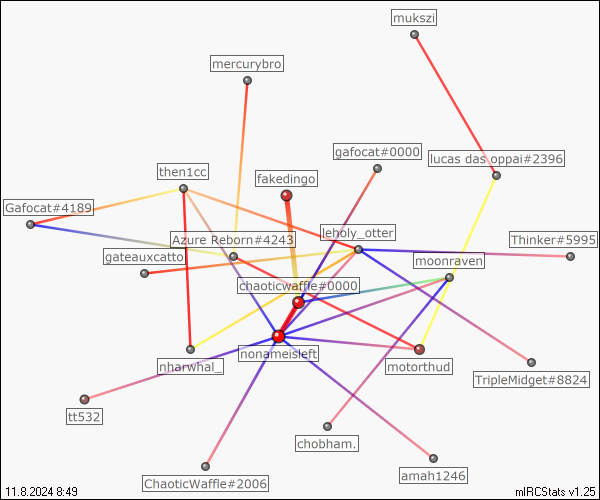 mukszi
mercurybro
gafocat#0000
lucas das oppai#2396
then1cc
fakedingo
Gafocat#4189
Azure Reborn#4243
leholy_otter
Thinker#5995
gateauxcatto
moonraven
chaoticwaffle#0000
nonameisleft
nharwhal_
motorthud
TripleMidget#8824
tt532
chobham.
amah1246
ChaoticWaffle#2006
11.8.2024 8:49
mIRCStats v1.25